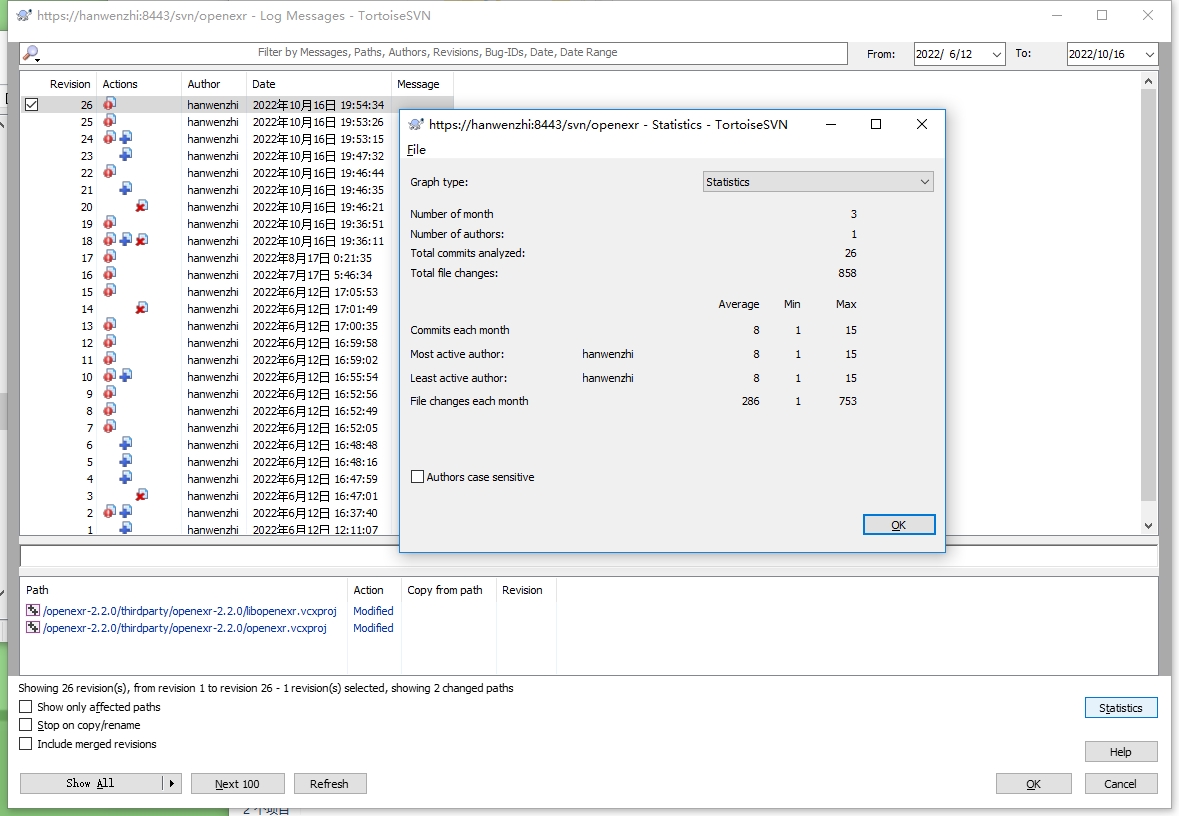 https://hanwenzhi:8443/svn/openexr - Log Messages - TortoiseSVN
Filter by Messages, Paths, Authors, Revisions, Bug-IDs, Date, Date Range From: 2022/ 6/12 To: 2022/10/16
Revision Actions Author Date Message
26 hanwenzhi 2022年10月16日 19:54:34
25 hanwenzhi 2022年10月16日 19:53:26
24 hanwenzhi 2022年10月16日 19:53:15
23 hanwenzhi 2022年10月16日 19:47:32
22 hanwenzhi 2022年10月16日 19:46:44
21 hanwenzhi 2022年10月16日 19:46:35
20 hanwenzhi 2022年10月16日 19:46:21
19 hanwenzhi 2022年10月16日 19:36:51
18 hanwenzhi 2022年10月16日 19:36:11
17 hanwenzhi 2022年8月17日 0:21:35
16 hanwenzhi 2022年7月17日 5:46:34
15 hanwenzhi 2022年6月12日 17:05:53
14 hanwenzhi 2022年6月12日 17:01:49
13 hanwenzhi 2022年6月12日 17:00:35
12 hanwenzhi 2022年6月12日 16:59:58
11 hanwenzhi 2022年6月12日 16:59:02
10 hanwenzhi 2022年6月12日 16:55:54
9 hanwenzhi 2022年6月12日 16:52:56
8 hanwenzhi 2022年6月12日 16:52:49
7 hanwenzhi 2022年6月12日 16:52:05
6 hanwenzhi 2022年6月12日 16:48:48
5 hanwenzhi 2022年6月12日 16:48:16
4 hanwenzhi 2022年6月12日 16:47:59
3 hanwenzhi 2022年6月12日 16:47:01
2 hanwenzhi 2022年6月12日 16:37:40
1 hanwenzhi 2022年6月12日 12:11:07
https://hanwenzhi:8443/svn/openexr - Statistics - TortoiseSVN
File
Graph type: Statistics
Number of month 3
Number of authors: 1
Total commits analyzed: 26
Total file changes: 858
Average Min Max
Commits each month 8 1 15
Most active author: hanwenzhi 8 1 15
Least active author: hanwenzhi 8 1 15
File changes each month 286 1 753
Authors case sensitive
OK
Path Action Copy from path Revision
/openexr-2.2.0/thirdparty/openexr-2.2.0/libopenexr.vcxproj Modified
/openexr-2.2.0/thirdparty/openexr-2.2.0/openexr.vcxproj Modified
Showing 26 revision(s), from revision 1 to revision 26 - 1 revision(s) selected, showing 2 changed paths
Show only affected paths Statistics
Stop on copy/rename
Include merged revisions Help
Show All Next 100 Refresh OK Cancel
2 个项目